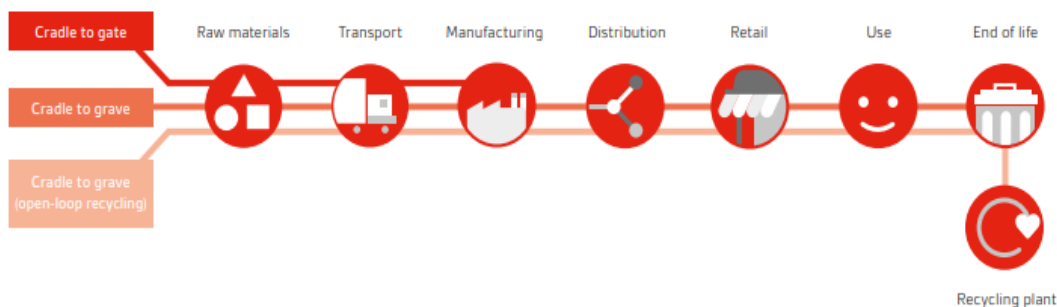 Cradle to gate
Raw materials
Transport
Manufacturing
Distribution
Retail
Use
End of life
Cradle to grave
Cradle to grave
(open-loop recycling)
Recycling plant